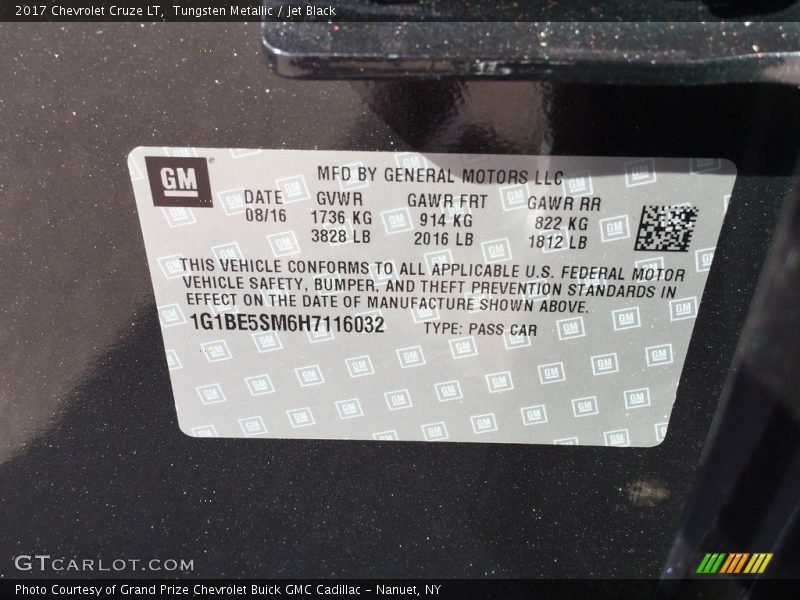 2017 Chevrolet Cruze LT, Tungsten Metallic / Jet Black
GM
MFD BY GENERAL MOTORS LLC
DATE GVWR GAWR FRT GAWR RR
08/16 1736 KG 914 KG 822 KG
3828 LB 2016 LB 1812 LB
THIS VEHICLE CONFORMS TO ALL APPLICABLE U.S. FEDERAL MOTOR
VEHICLE SAFETY, BUMPER, AND THEFT PREVENTION STANDARDS IN
EFFECT ON THE DATE OF MANUFACTURE SHOWN ABOVE.
1G1BE5SM6H7116032 TYPE: PASS CAR
GTCARLOT.COM
Photo Courtesy of Grand Prize Chevrolet Buick GMC Cadillac - Nanuet, NY